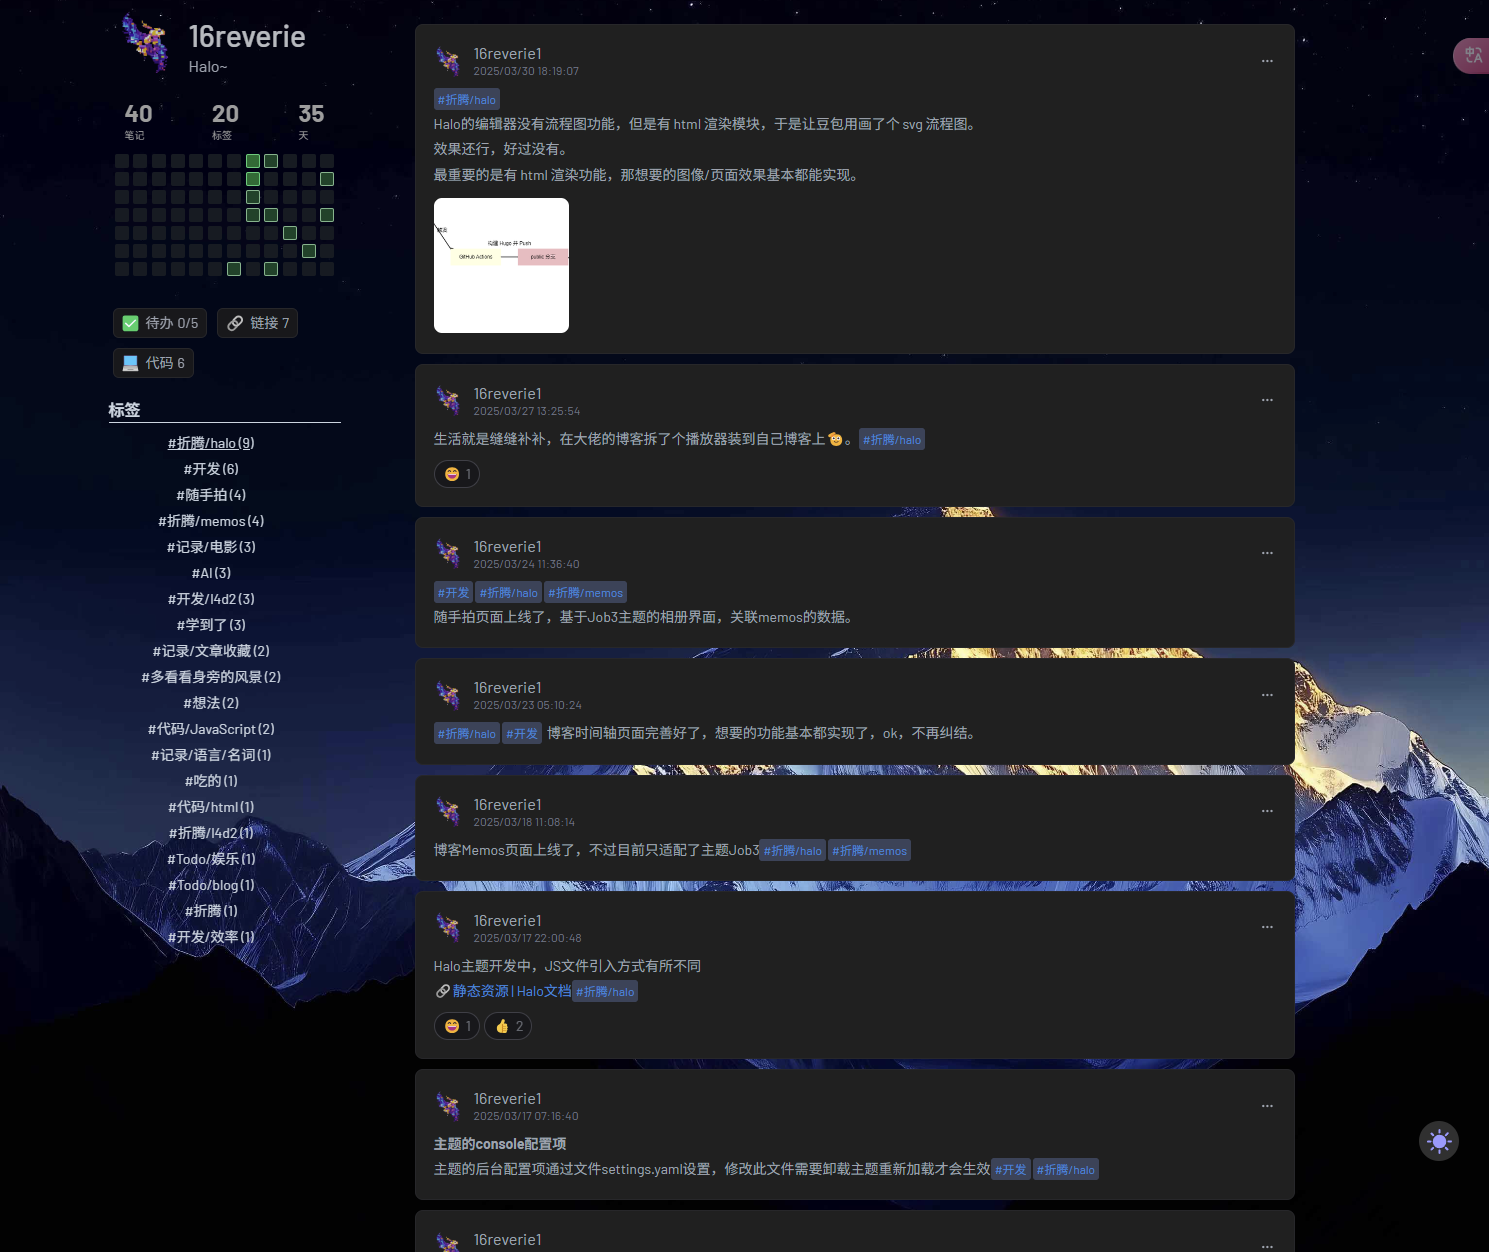 16reverie
Halo~
40
20
35
笔记
标签
天
待办 0/5
链接 7
代码 6
标签
#折腾/halo (9)
#开发 (6)
#随手拍 (4)
#折腾/memos (4)
#记录/电影 (3)
#AI (3)
#开发/l4d2 (3)
#学到了 (3)
#记录/文章收藏 (2)
#多看看身旁的风景 (2)
#想法 (2)
#代码/JavaScript (2)
#记录/语言/名词 (1)
#吃的 (1)
#代码/html (1)
#折腾/l4d2 (1)
#Todo/娱乐 (1)
#Todo/blog (1)
#折腾 (1)
#开发/效率 (1)
16reverie1
2025/03/30 18:19:07
#折腾/halo
Halo的编辑器没有流程图功能，但是有 html 渲染模块，于是让豆包用画了个 svg 流程图。
效果还行，好过没有。
最重要的是有 html 渲染功能，那想要的图像/页面效果基本都能实现。
构建 Hugo 并 Push
GitHub Actions
16reverie1
2025/03/27 13:25:54
生活就是缝缝补补，在大佬的博客拆了个播放器装到自己博客上🫡。#折腾/halo
😄 1
16reverie1
2025/03/24 11:36:40
#开发 #折腾/halo #折腾/memos
随手拍页面上线了，基于Job3主题的相册界面，关联memos的数据。
16reverie1
2025/03/23 05:10:24
#折腾/halo #开发 博客时间轴页面完善好了，想要的功能基本都实现了，ok，不再纠结。
16reverie1
2025/03/18 11:08:14
博客Memos页面上线了，不过目前只适配了主题Job3 #折腾/halo #折腾/memos
16reverie1
2025/03/17 22:00:48
Halo主题开发中，JS文件引入方式有所不同
🔗静态资源 | Halo文档 #折腾/halo
😄 1 👍 2
16reverie1
2025/03/17 07:16:40
主题的console配置项
主题的后台配置项通过文件settings.yaml设置，修改此文件需要卸载主题重新加载才会生效 #开发 #折腾/halo
16reverie1